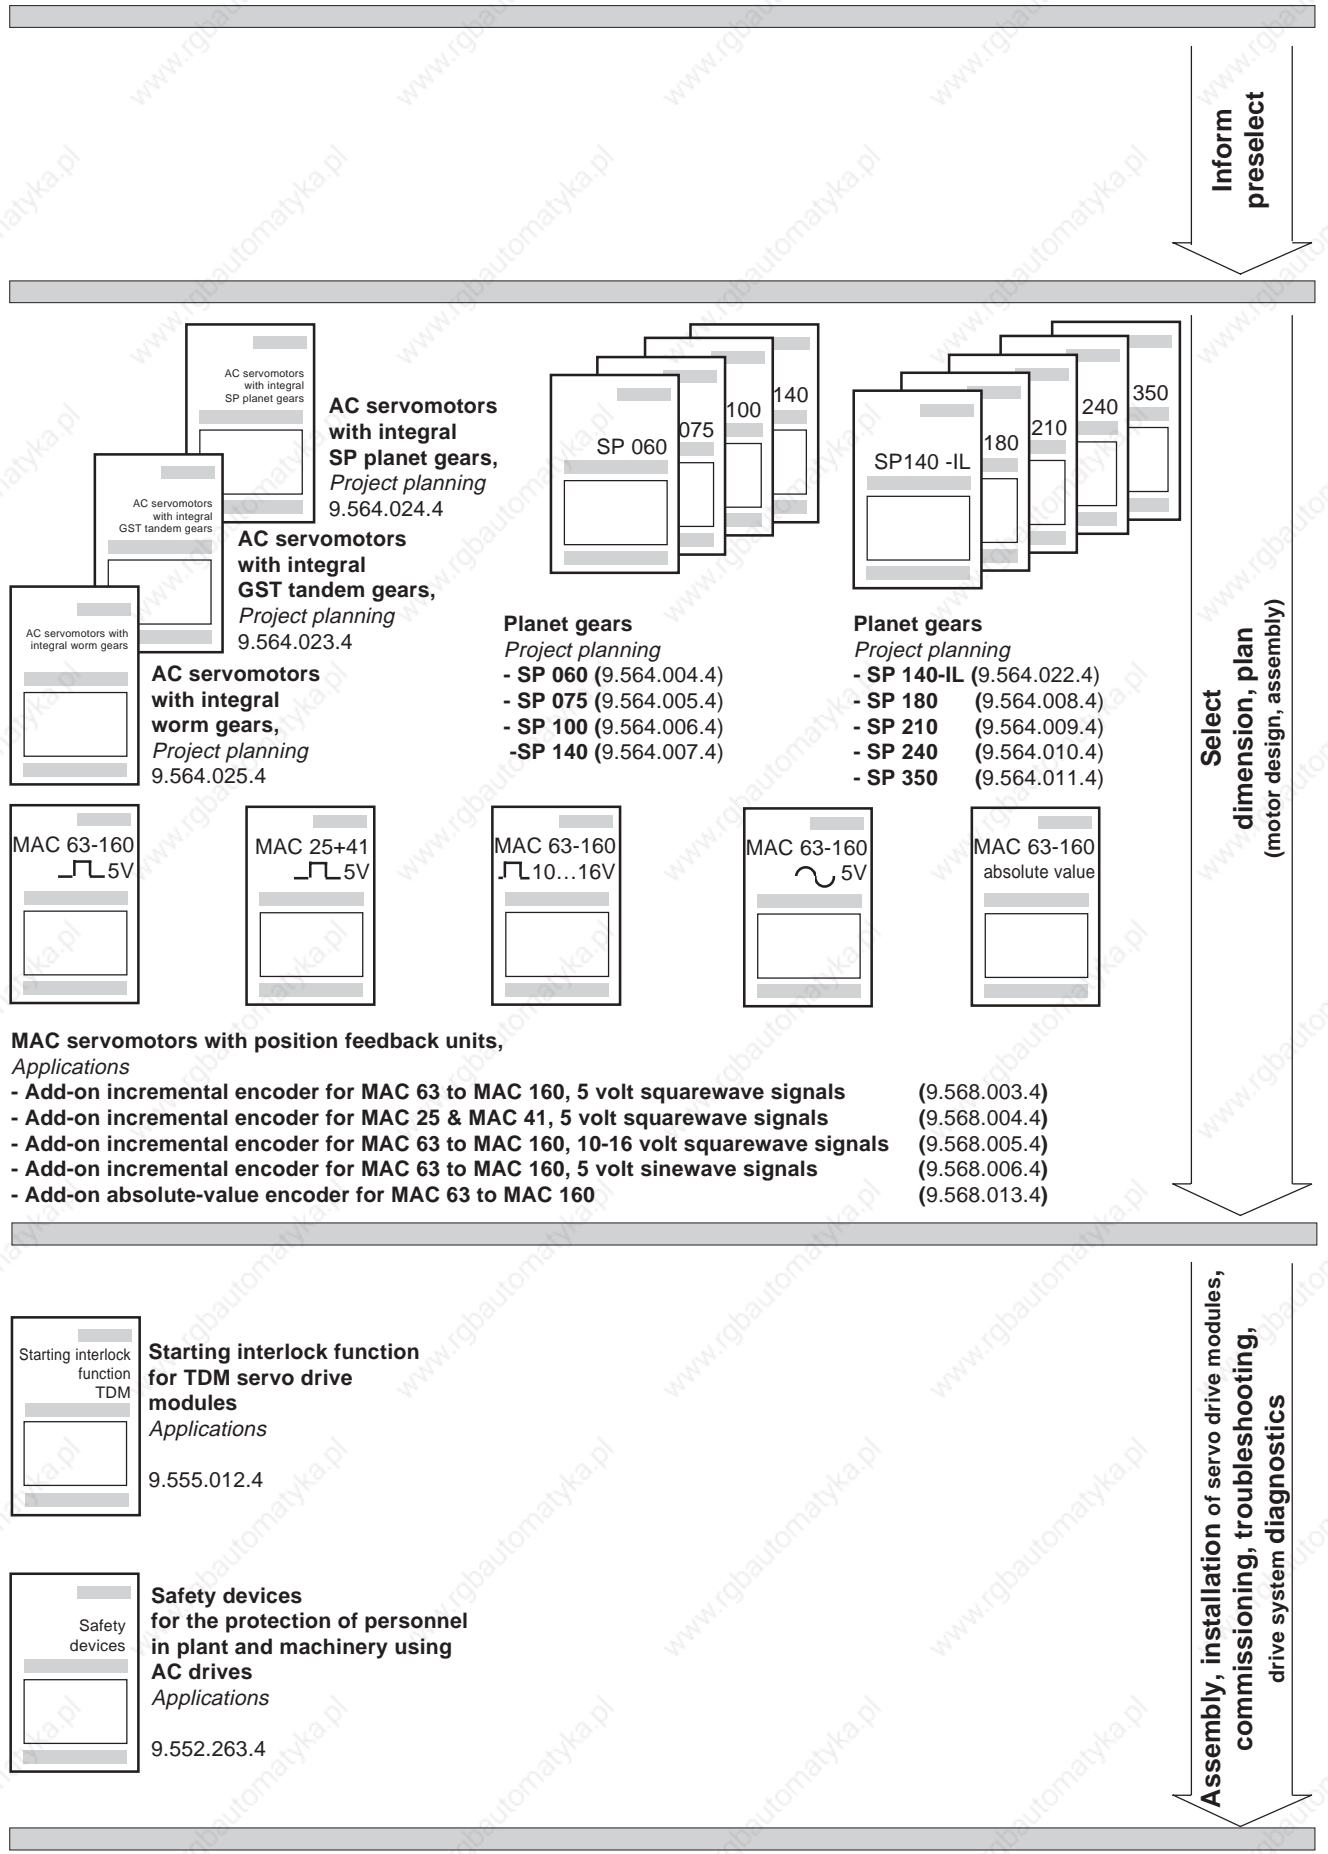 Inform
preselect
AC servomotors
with integral
SP planet gears
AC servomotors
with integral
SP planet gears,
Project planning
9.564.024.4
AC servomotors
with integral
GST tandem gears
AC servomotors
with integral
GST tandem gears,
Project planning
9.564.023.4
AC servomotors with
integral worm gears
AC servomotors
with integral
worm gears,
Project planning
9.564.025.4
SP 060
075
100
140
Planet gears
Project planning
- SP 060 (9.564.004.4)
- SP 075 (9.564.005.4)
- SP 100 (9.564.006.4)
-SP 140 (9.564.007.4)
SP140 -IL
180
210
240
350
Planet gears
Project planning
- SP 140-IL (9.564.022.4)
- SP 180 (9.564.008.4)
- SP 210 (9.564.009.4)
- SP 240 (9.564.010.4)
- SP 350 (9.564.011.4)
MAC 63-160
5V
MAC 25+41
5V
MAC 63-160
10...16V
MAC 63-160
5V
MAC 63-160
absolute value
MAC servomotors with position feedback units,
Applications
- Add-on incremental encoder for MAC 63 to MAC 160, 5 volt squarewave signals (9.568.003.4)
- Add-on incremental encoder for MAC 25 & MAC 41, 5 volt squarewave signals (9.568.004.4)
- Add-on incremental encoder for MAC 63 to MAC 160, 10-16 volt squarewave signals (9.568.005.4)
- Add-on incremental encoder for MAC 63 to MAC 160, 5 volt sinewave signals (9.568.006.4)
- Add-on absolute-value encoder for MAC 63 to MAC 160 (9.568.013.4)
Select
dimension, plan
(motor design, assembly)
Starting interlock
function
TDM
Starting interlock function
for TDM servo drive
modules
Applications
9.555.012.4
Safety
devices
Safety devices
for the protection of personnel
in plant and machinery using
AC drives
Applications
9.552.263.4
Assembly, installation of servo drive modules,
commissioning, troubleshooting,
drive system diagnostics
www.rgbautomatyka.pl